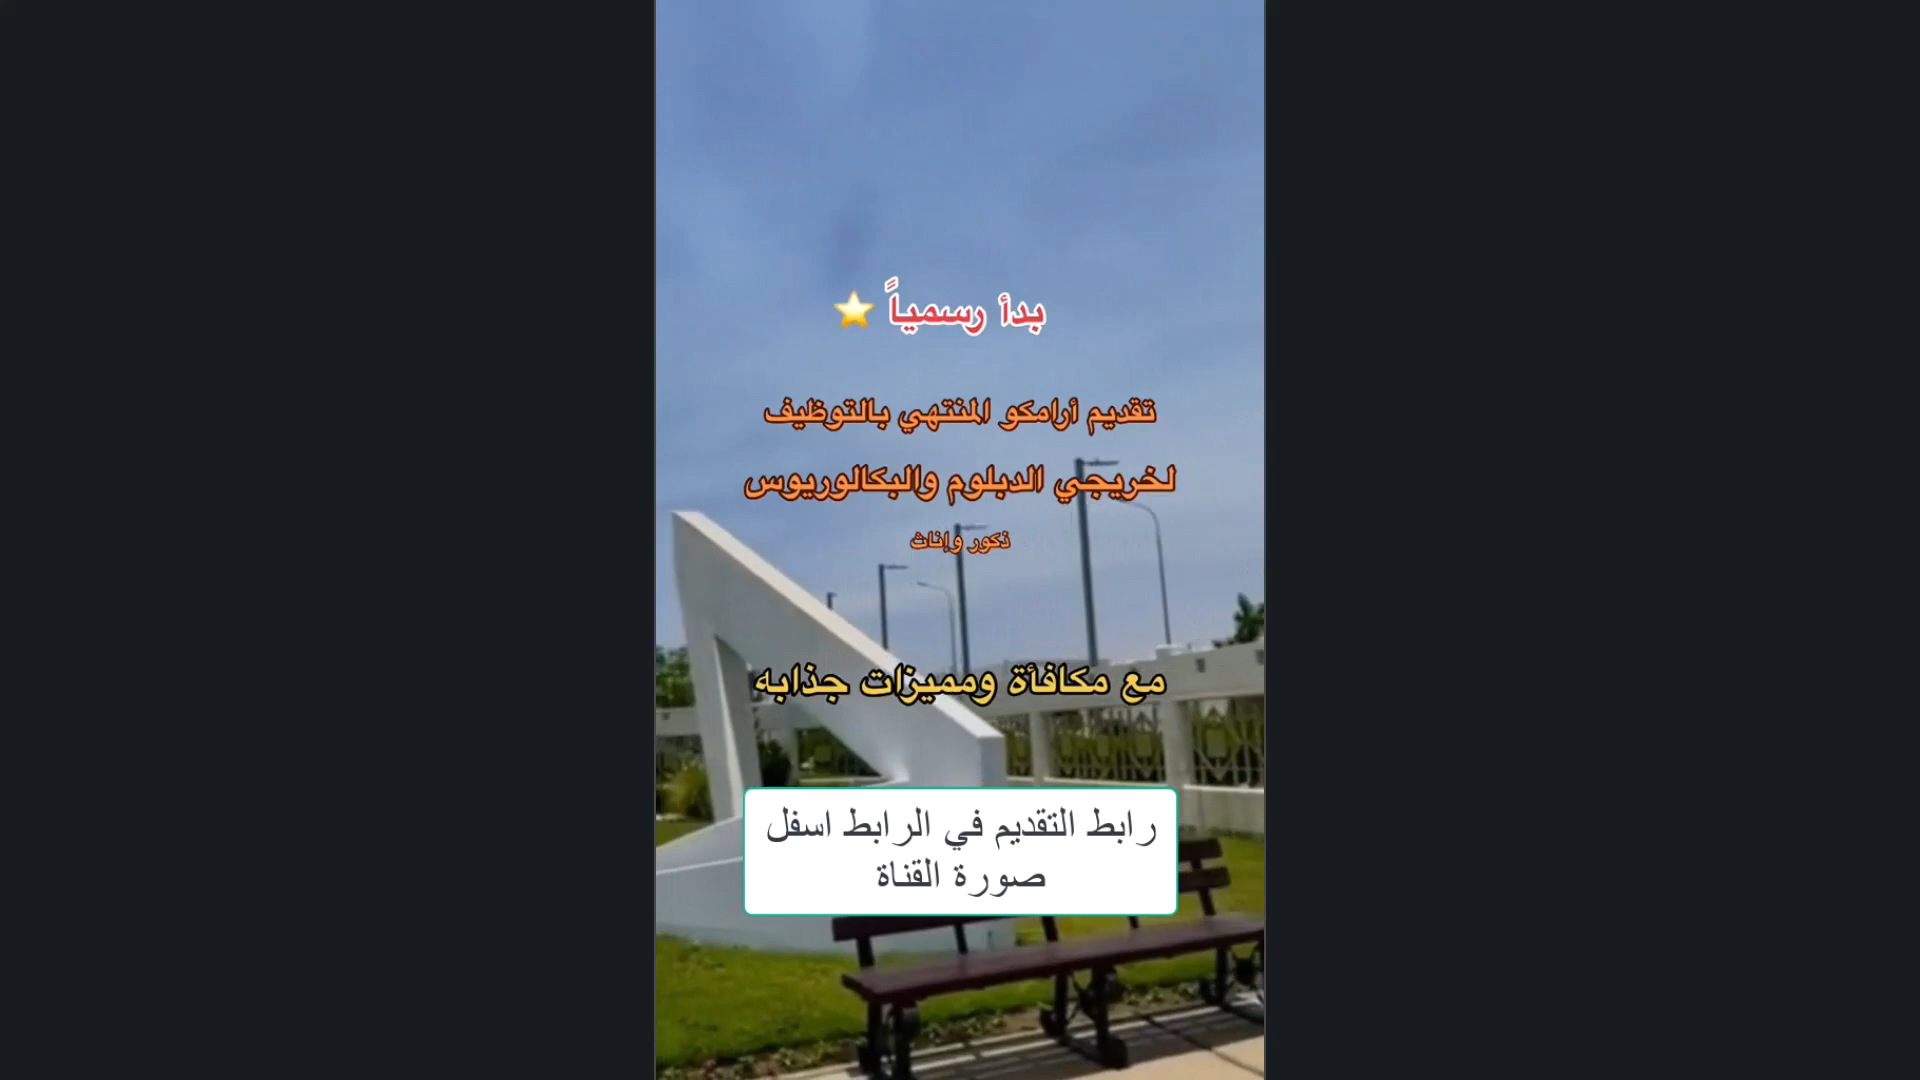 بدأ رسمياً ⭐
تقديم أرامكو المنتهي بالتوظيف
لخريجي الدبلوم والبكالوريوس
ذكور وإناث
مع مكافأة ومميزات جذابه
رابط التقديم في الرابط اسفل
صورة القناة